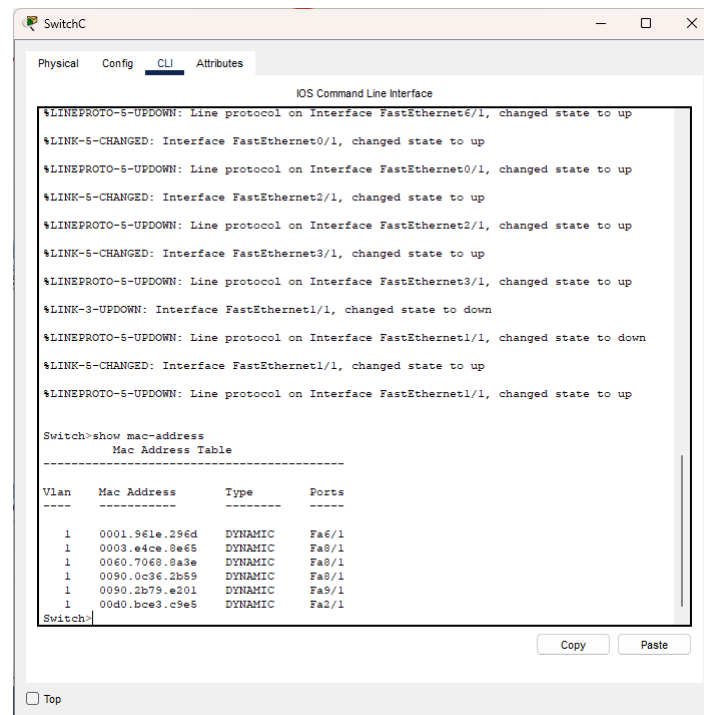 SwitchC
Physical Config CLI Attributes
IOS Command Line Interface
%LINEPROTO-5-UPDOWN: Line protocol on Interface FastEthernet6/1, changed state to up
%LINK-5-CHANGED: Interface FastEthernet0/1, changed state to up
%LINEPROTO-5-UPDOWN: Line protocol on Interface FastEthernet0/1, changed state to up
%LINK-5-CHANGED: Interface FastEthernet2/1, changed state to up
%LINEPROTO-5-UPDOWN: Line protocol on Interface FastEthernet2/1, changed state to up
%LINK-5-CHANGED: Interface FastEthernet3/1, changed state to up
%LINEPROTO-5-UPDOWN: Line protocol on Interface FastEthernet3/1, changed state to up
%LINK-3-UPDOWN: Interface FastEthernet1/1, changed state to down
%LINEPROTO-5-UPDOWN: Line protocol on Interface FastEthernet1/1, changed state to down
%LINK-5-CHANGED: Interface FastEthernet1/1, changed state to up
%LINEPROTO-5-UPDOWN: Line protocol on Interface FastEthernet1/1, changed state to up
Switch>show mac-address
Mac Address Table
-------------------------------------------
Vlan Mac Address Type Ports
---- ----------- -------- -----
1 0001.961e.296d DYNAMIC Fa6/1
1 0003.e4ce.8e65 DYNAMIC Fa8/1
1 0060.7068.8a3e DYNAMIC Fa8/1
1 0090.0c36.2b59 DYNAMIC Fa8/1
1 0090.2b79.e201 DYNAMIC Fa9/1
1 00d0.bce3.c9e5 DYNAMIC Fa2/1
Switch>
Copy Paste
Top